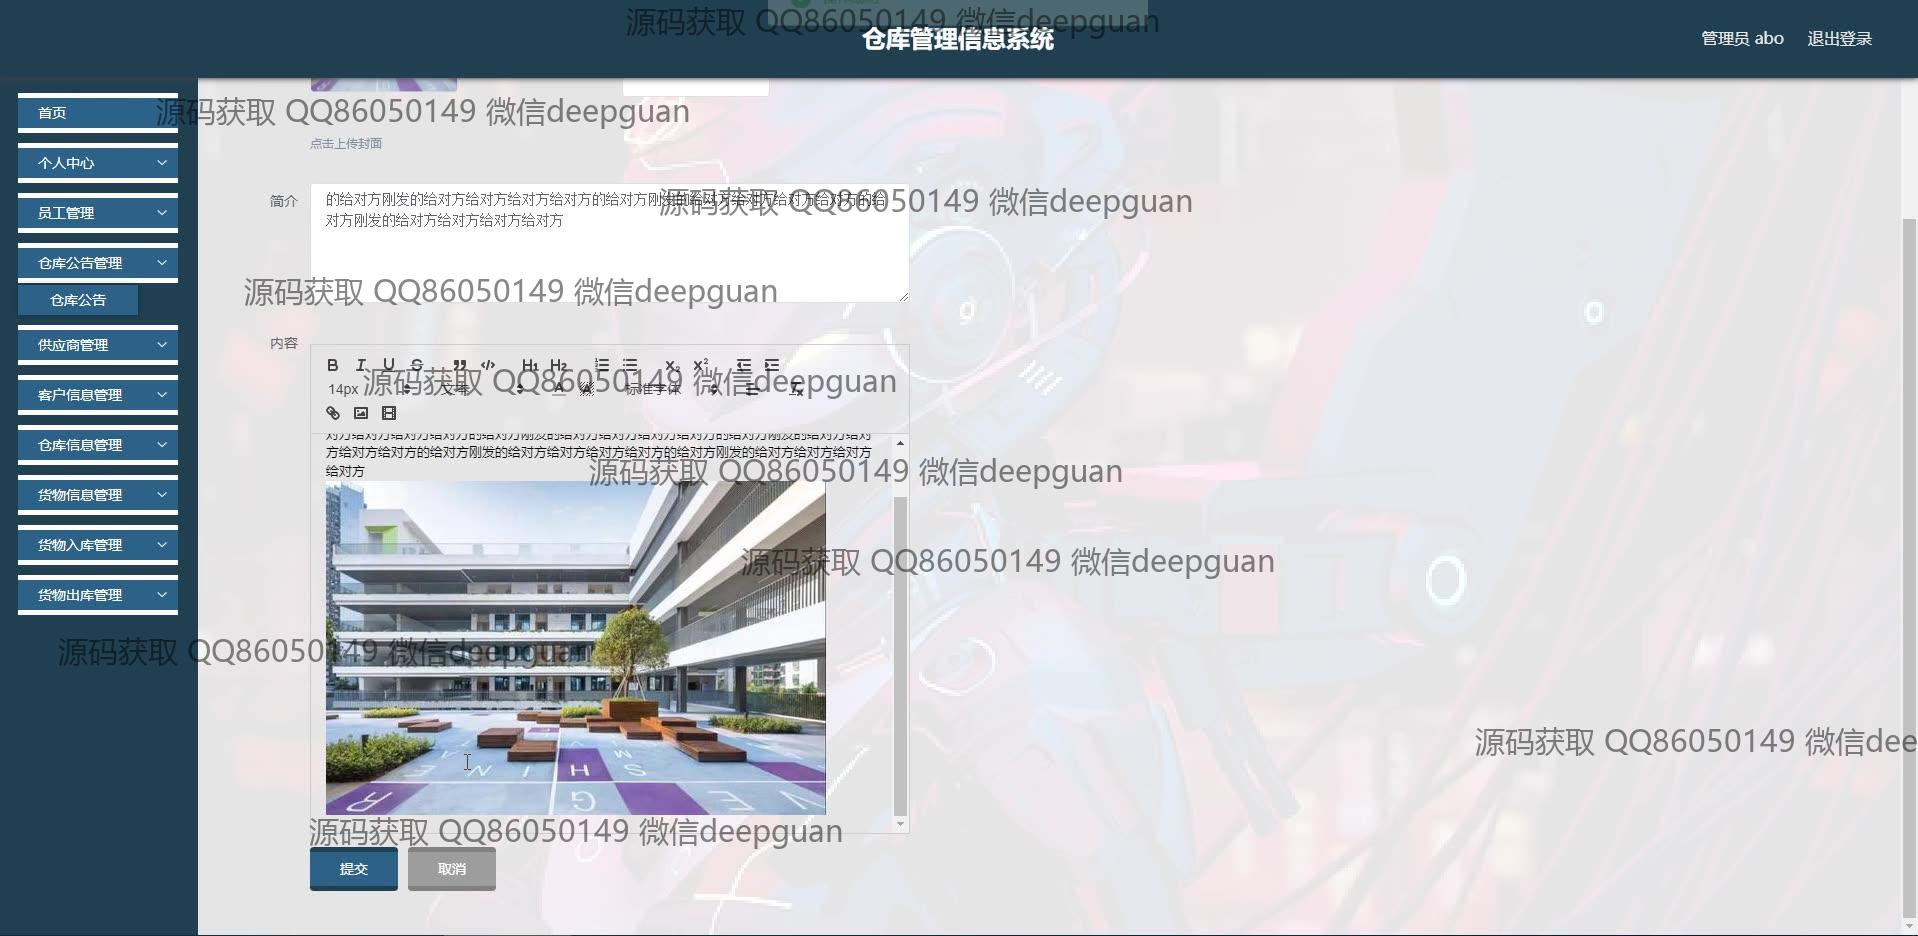 源码获取 QQ86050149 微信deepguan
仓库管理信息系统
管理员 abo
退出登录
首页
源码获取 QQ86050149 微信deepguan
点击上传封面
个人中心
简介
的给对方刚发的给对方给对方给对方给对方的给对方刚发的给对方给对方给对方给对方的给
对方刚发的给对方给对方给对方给对方
源码获取 QQ86050149 微信deepguan
员工管理
仓库公告管理
仓库公告
源码获取 QQ86050149 微信deepguan
供应商管理
内容
B I U S H1 H2 X2 X2
14px 文本 标准字体
源码获取 QQ86050149 微信deepguan
客户信息管理
仓库信息管理
对方给对方给对方给对方的给对方刚发的给对方给对方给对方给对方的给对方刚发的给对方给对
方给对方给对方的给对方刚发的给对方给对方给对方给对方的给对方刚发的给对方给对方给对方
给对方
源码获取 QQ86050149 微信deepguan
货物信息管理
货物入库管理
源码获取 QQ86050149 微信deepguan
货物出库管理
源码获取 QQ86050149 微信deepguan
源码获取 QQ86050149 微信dee
源码获取 QQ86050149 微信deepguan
提交
取消